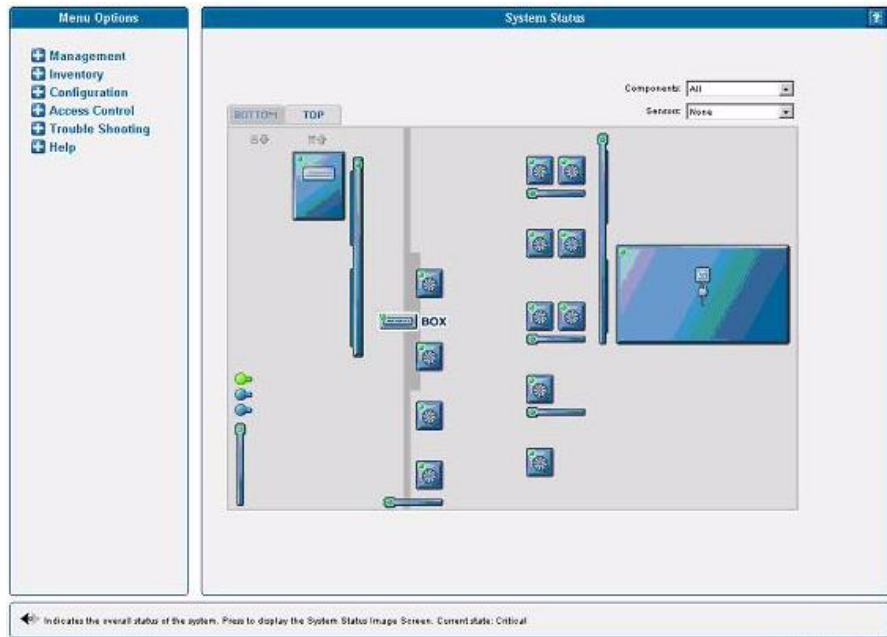 Menu Options
Management
Inventory
Configuration
Access Control
Trouble Shooting
Help
System Status
?
Components: All
Sensors: None
BOTTOM
TOP
BOX
Indicates the overall status of the system. Press to display the System Status Image Screen. Current state: Critical